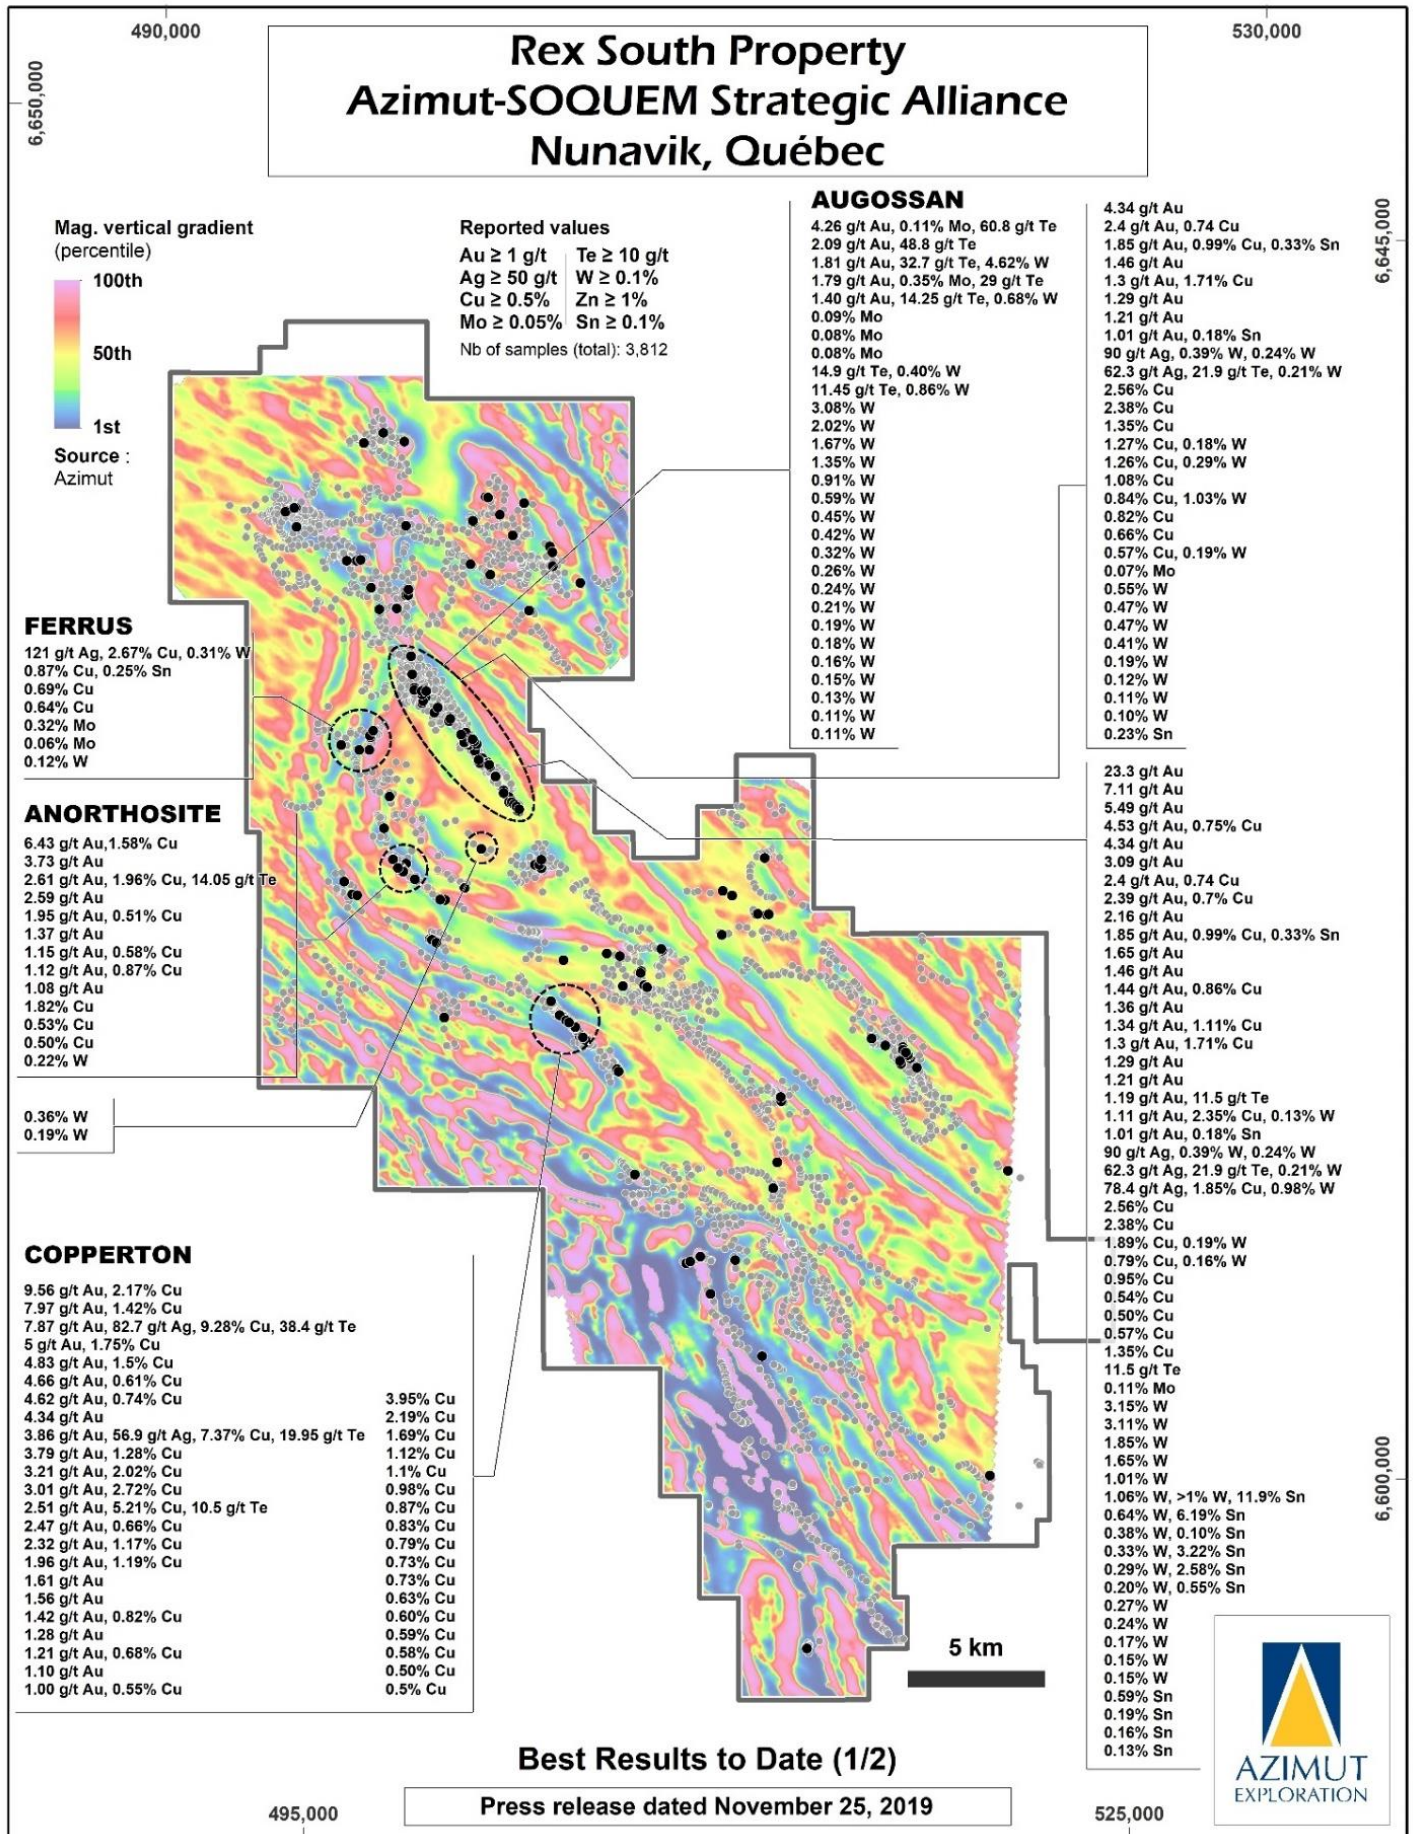 490,000
530,000
6,650,000
Rex South Property
Azimut-SOQUEM Strategic Alliance
Nunavik, Québec
6,645,000
Mag. vertical gradient
(percentile)
100th
50th
1st
Source :
Azimut
Reported values
Au ≥ 1 g/t
Ag ≥ 50 g/t
Cu ≥ 0.5%
Mo ≥ 0.05%
Te ≥ 10 g/t
W ≥ 0.1%
Zn ≥ 1%
Sn ≥ 0.1%
Nb of samples (total): 3,812
AUGOSSAN
4.26 g/t Au, 0.11% Mo, 60.8 g/t Te
2.09 g/t Au, 48.8 g/t Te
1.81 g/t Au, 32.7 g/t Te, 4.62% W
1.79 g/t Au, 0.35% Mo, 29 g/t Te
1.40 g/t Au, 14.25 g/t Te, 0.68% W
0.09% Mo
0.08% Mo
0.08% Mo
14.9 g/t Te, 0.40% W
11.45 g/t Te, 0.86% W
3.08% W
2.02% W
1.67% W
1.35% W
0.91% W
0.59% W
0.45% W
0.42% W
0.32% W
0.26% W
0.24% W
0.21% W
0.19% W
0.18% W
0.16% W
0.15% W
0.13% W
0.11% W
0.11% W
4.34 g/t Au
2.4 g/t Au, 0.74 Cu
1.85 g/t Au, 0.99% Cu, 0.33% Sn
1.46 g/t Au
1.3 g/t Au, 1.71% Cu
1.29 g/t Au
1.21 g/t Au
1.01 g/t Au, 0.18% Sn
90 g/t Ag, 0.39% W, 0.24% W
62.3 g/t Ag, 21.9 g/t Te, 0.21% W
2.56% Cu
2.38% Cu
1.35% Cu
1.27% Cu, 0.18% W
1.26% Cu, 0.29% W
1.08% Cu
0.84% Cu, 1.03% W
0.82% Cu
0.66% Cu
0.57% Cu, 0.19% W
0.07% Mo
0.55% W
0.47% W
0.47% W
0.41% W
0.19% W
0.12% W
0.11% W
0.10% W
0.23% Sn
FERRUS
121 g/t Ag, 2.67% Cu, 0.31% W
0.87% Cu, 0.25% Sn
0.69% Cu
0.64% Cu
0.32% Mo
0.06% Mo
0.12% W
ANORTHOSITE
6.43 g/t Au,1.58% Cu
3.73 g/t Au
2.61 g/t Au, 1.96% Cu, 14.05 g/t Te
2.59 g/t Au
1.95 g/t Au, 0.51% Cu
1.37 g/t Au
1.15 g/t Au, 0.58% Cu
1.12 g/t Au, 0.87% Cu
1.08 g/t Au
1.82% Cu
0.53% Cu
0.50% Cu
0.22% W
0.36% W
0.19% W
23.3 g/t Au
7.11 g/t Au
5.49 g/t Au
4.53 g/t Au, 0.75% Cu
4.34 g/t Au
3.09 g/t Au
2.4 g/t Au, 0.74 Cu
2.39 g/t Au, 0.7% Cu
2.16 g/t Au
1.85 g/t Au, 0.99% Cu, 0.33% Sn
1.65 g/t Au
1.46 g/t Au
1.44 g/t Au, 0.86% Cu
1.36 g/t Au
1.34 g/t Au, 1.11% Cu
1.3 g/t Au, 1.71% Cu
1.29 g/t Au
1.21 g/t Au
1.19 g/t Au, 11.5 g/t Te
1.11 g/t Au, 2.35% Cu, 0.13% W
1.01 g/t Au, 0.18% Sn
90 g/t Ag, 0.39% W, 0.24% W
62.3 g/t Ag, 21.9 g/t Te, 0.21% W
78.4 g/t Ag, 1.85% Cu, 0.98% W
2.56% Cu
2.38% Cu
1.89% Cu, 0.19% W
0.79% Cu, 0.16% W
0.95% Cu
0.54% Cu
0.50% Cu
0.57% Cu
1.35% Cu
11.5 g/t Te
0.11% Mo
3.15% W
3.11% W
1.85% W
1.65% W
1.01% W
1.06% W, >1% W, 11.9% Sn
0.64% W, 6.19% Sn
0.38% W, 0.10% Sn
0.33% W, 3.22% Sn
0.29% W, 2.58% Sn
0.20% W, 0.55% Sn
0.27% W
0.24% W
0.17% W
0.15% W
0.15% W
0.59% Sn
0.19% Sn
0.16% Sn
0.13% Sn
COPPERTON
9.56 g/t Au, 2.17% Cu
7.97 g/t Au, 1.42% Cu
7.87 g/t Au, 82.7 g/t Ag, 9.28% Cu, 38.4 g/t Te
5 g/t Au, 1.75% Cu
4.83 g/t Au, 1.5% Cu
4.66 g/t Au, 0.61% Cu
4.62 g/t Au, 0.74% Cu
4.34 g/t Au
3.86 g/t Au, 56.9 g/t Ag, 7.37% Cu, 19.95 g/t Te
3.79 g/t Au, 1.28% Cu
3.21 g/t Au, 2.02% Cu
3.01 g/t Au, 2.72% Cu
2.51 g/t Au, 5.21% Cu, 10.5 g/t Te
2.47 g/t Au, 0.66% Cu
2.32 g/t Au, 1.17% Cu
1.96 g/t Au, 1.19% Cu
1.61 g/t Au
1.56 g/t Au
1.42 g/t Au, 0.82% Cu
1.28 g/t Au
1.21 g/t Au, 0.68% Cu
1.10 g/t Au
1.00 g/t Au, 0.55% Cu
3.95% Cu
2.19% Cu
1.69% Cu
1.12% Cu
1.1% Cu
0.98% Cu
0.87% Cu
0.83% Cu
0.79% Cu
0.73% Cu
0.73% Cu
0.63% Cu
0.60% Cu
0.59% Cu
0.58% Cu
0.50% Cu
0.5% Cu
6,600,000
5 km
AZIMUT
EXPLORATION
Best Results to Date (1/2)
Press release dated November 25, 2019
495,000
525,000